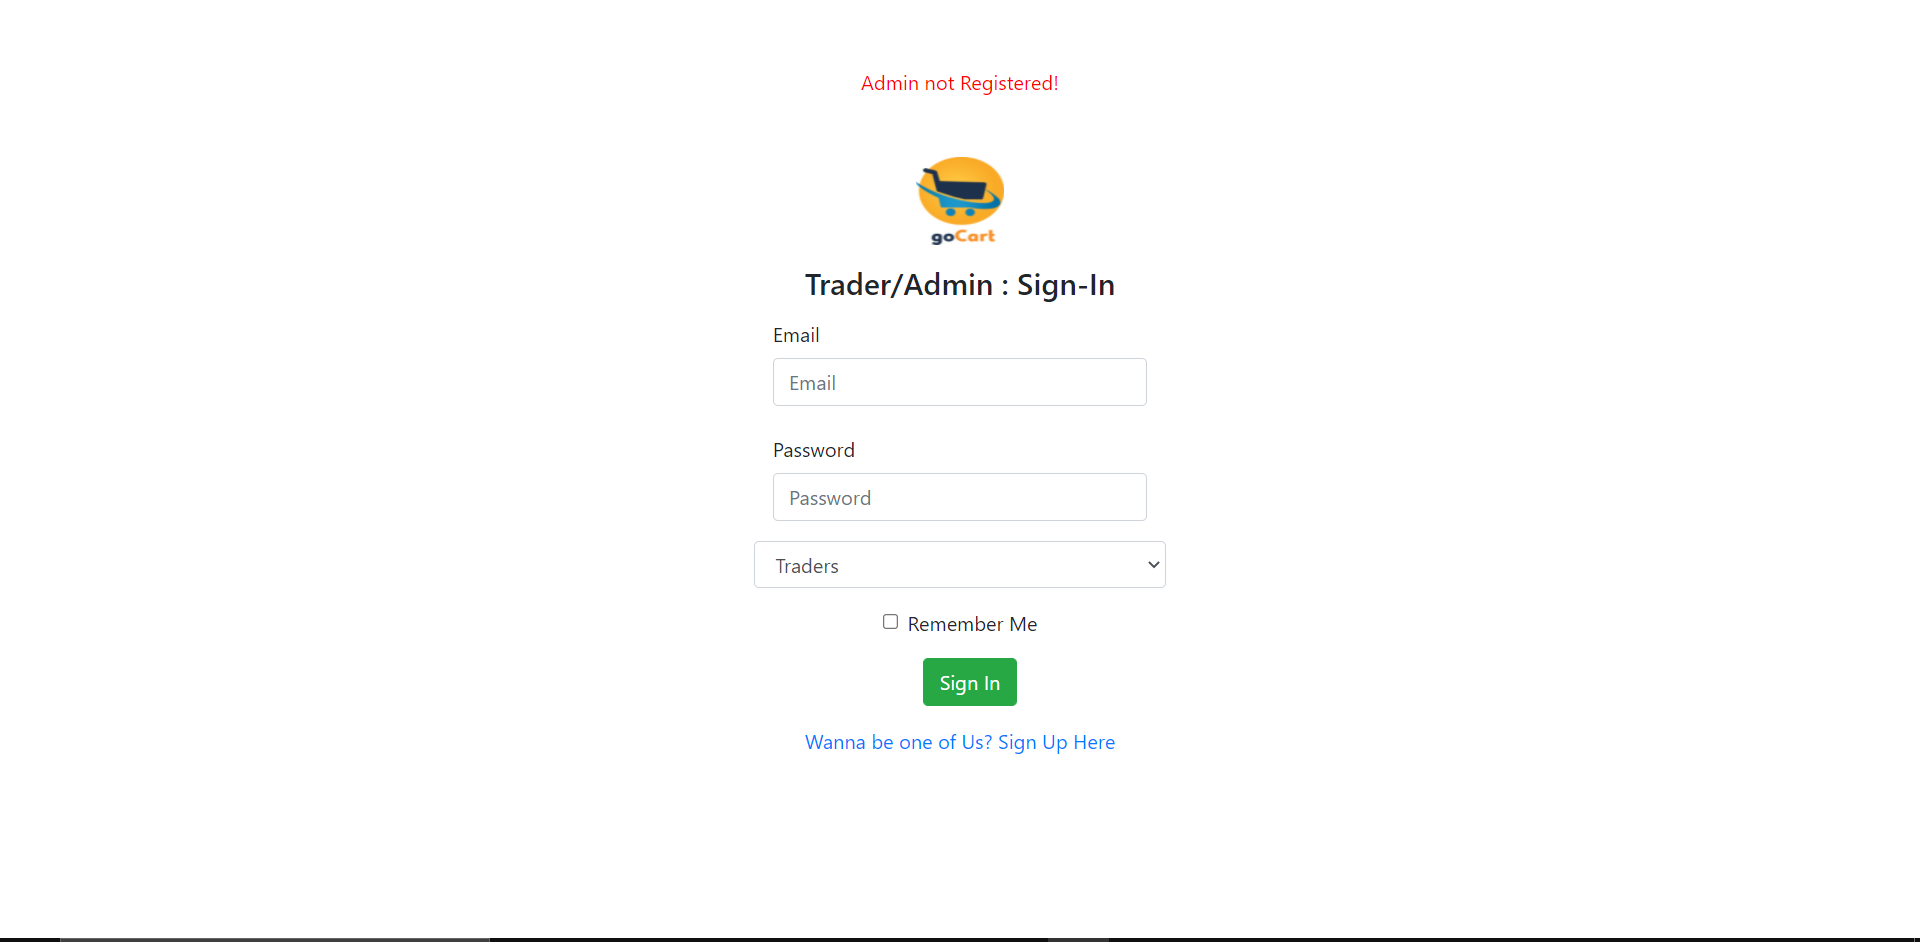 Admin not Registered!
goCart
Trader/Admin : Sign-In
Email
Email
Password
Password
Traders
Remember Me
Sign In
Wanna be one of Us? Sign Up Here